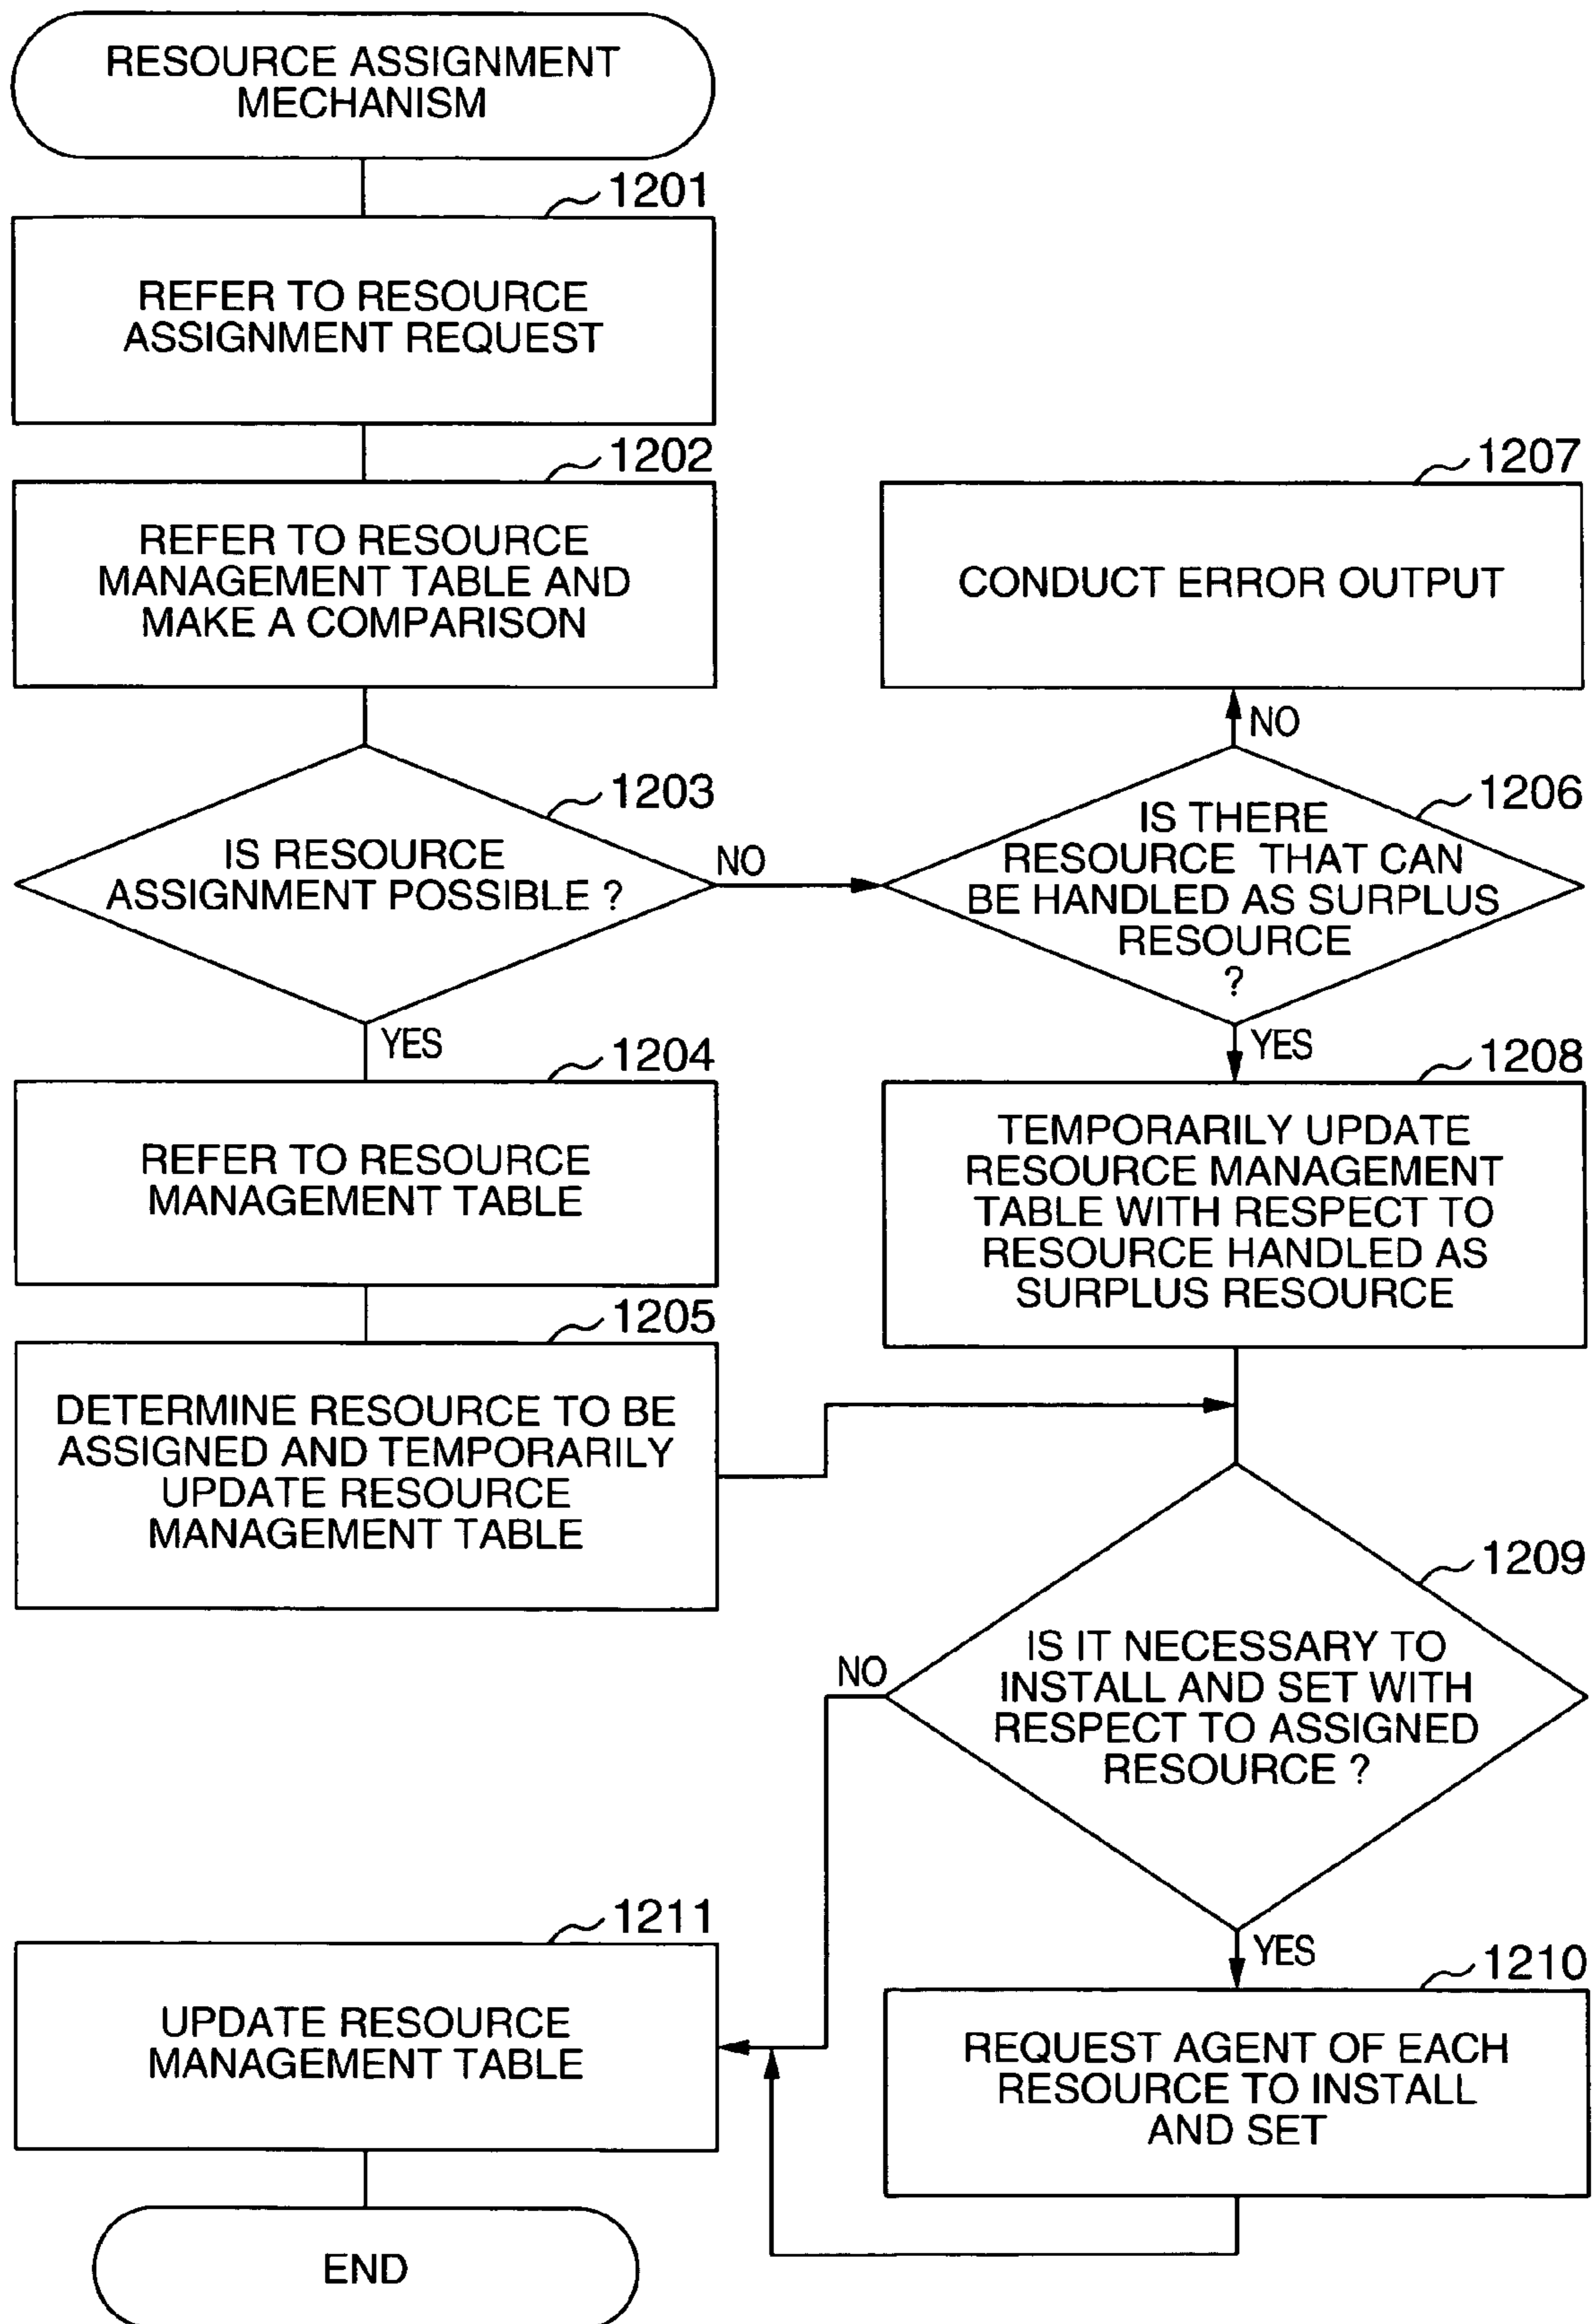 RESOURCE ASSIGNMENT
MECHANISM
1201
REFER TO RESOURCE
ASSIGNMENT REQUEST
1202
REFER TO RESOURCE
MANAGEMENT TABLE AND
MAKE A COMPARISON
1203
IS RESOURCE
ASSIGNMENT POSSIBLE ?
NO
YES
1204
REFER TO RESOURCE
MANAGEMENT TABLE
1205
DETERMINE RESOURCE TO BE
ASSIGNED AND TEMPORARILY
UPDATE RESOURCE
MANAGEMENT TABLE
1207
CONDUCT ERROR OUTPUT
NO
1206
IS THERE
RESOURCE THAT CAN
BE HANDLED AS SURPLUS
RESOURCE
?
YES
1208
TEMPORARILY UPDATE
RESOURCE MANAGEMENT
TABLE WITH RESPECT TO
RESOURCE HANDLED AS
SURPLUS RESOURCE
1209
IS IT NECESSARY TO
INSTALL AND SET WITH
RESPECT TO ASSIGNED
RESOURCE ?
NO
YES
1210
REQUEST AGENT OF EACH
RESOURCE TO INSTALL
AND SET
1211
UPDATE RESOURCE
MANAGEMENT TABLE
END